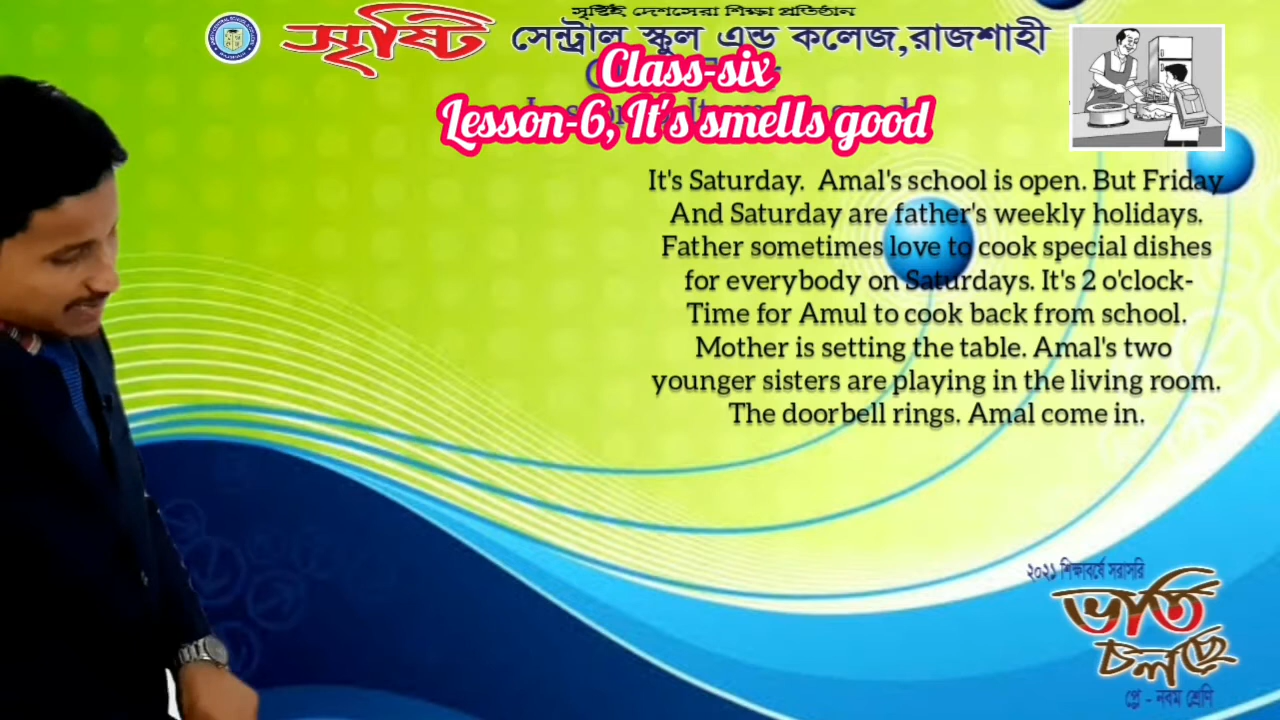 সৃষ্টিই দেশসেরা শিক্ষা প্রতিষ্ঠান
সৃষ্টি সেন্ট্রাল স্কুল এন্ড কলেজ,রাজশাহী
Class-six
Lesson-6, It's smells good
It's Saturday. Amal's school is open. But Friday
And Saturday are father's weekly holidays.
Father sometimes love to cook special dishes
for everybody on Saturdays. It's 2 o'clock-
Time for Amul to cook back from school.
Mother is setting the table. Amal's two
younger sisters are playing in the living room.
The doorbell rings. Amal come in.
২০২১ শিক্ষাবর্ষে সরাসরি
ভর্তি
চলছে
প্লে - নবম শ্রেণি